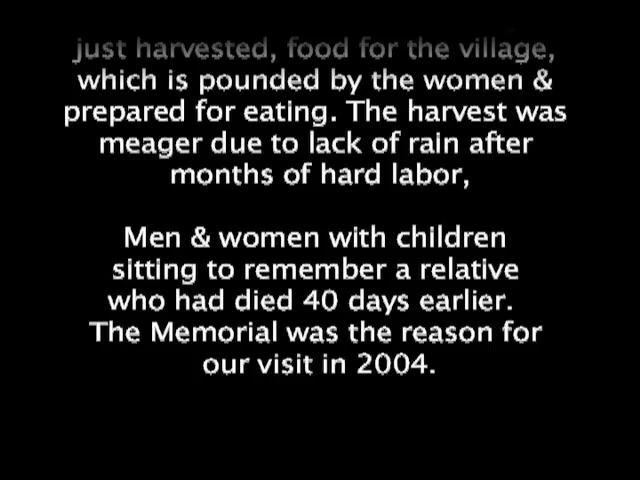 just harvested, food for the village,
which is pounded by the women &
prepared for eating. The harvest was
meager due to lack of rain after
months of hard labor,
Men & women with children
sitting to remember a relative
who had died 40 days earlier.
The Memorial was the reason for
our visit in 2004.